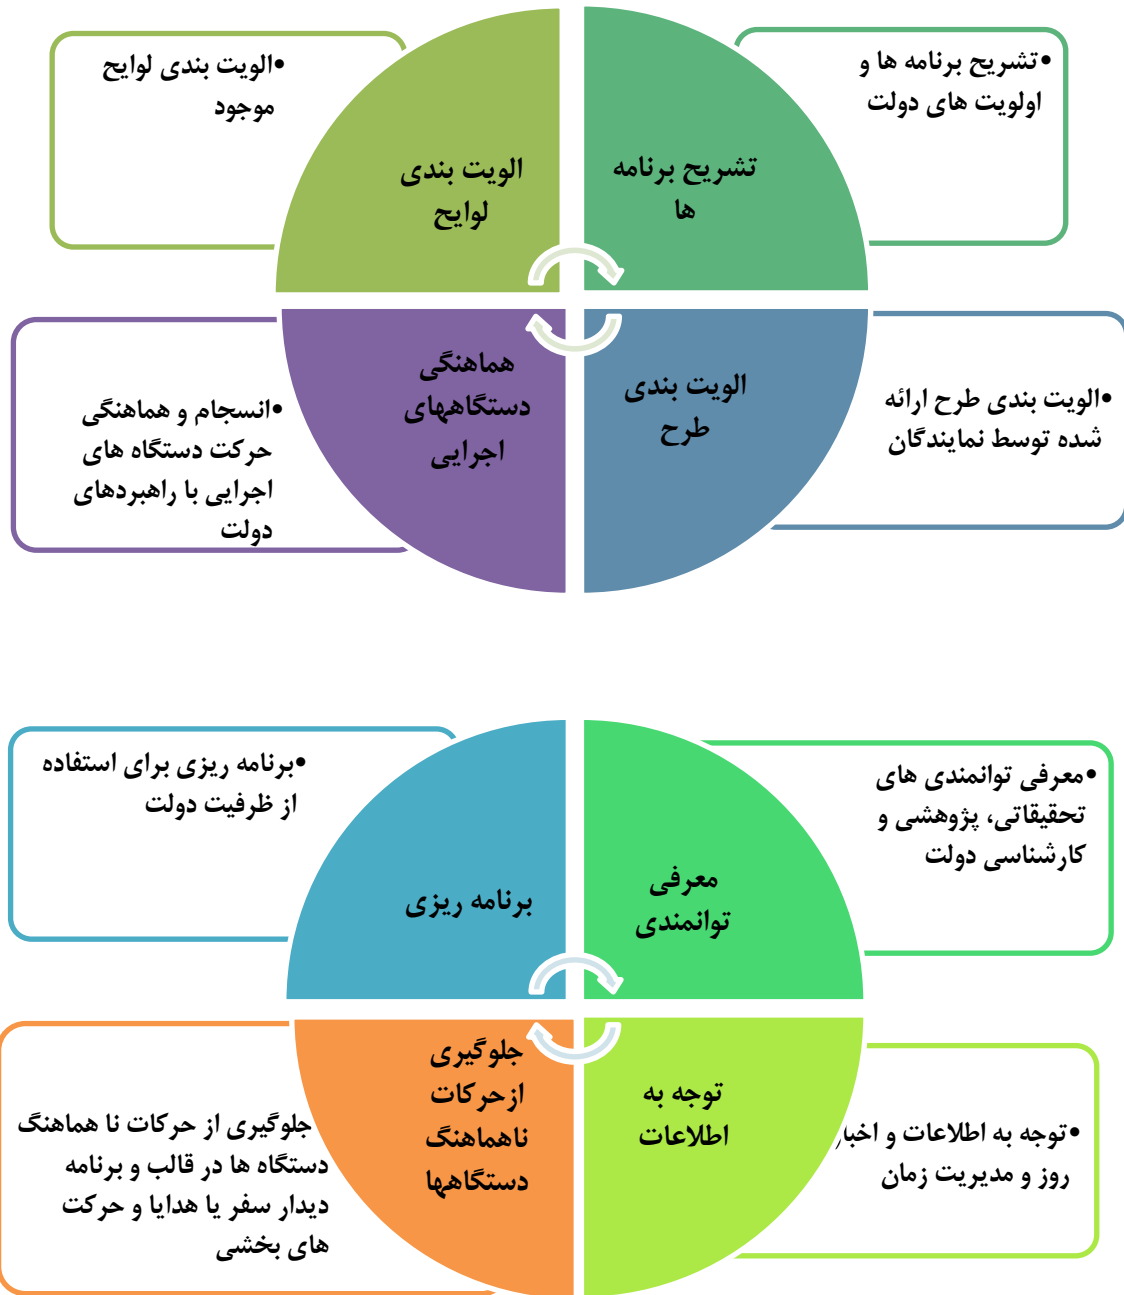 •تشریح برنامه ها و
اولویت های دولت
•الویت بندی لوایح
موجود
تشریح برنامه
ها
الویت بندی
لوایح
الویت بندی
طرح
هماهنگی
دستگاههای
اجرایی
•الویت بندی طرح ارائه
شده توسط نمایندگان
•انسجام و هماهنگی
حرکت دستگاه های
اجرایی با راهبردهای
دولت
•معرفی توانمندی های
تحقیقاتی، پژوهشی و
کارشناسی دولت
•برنامه ریزی برای استفاده
از ظرفیت دولت
معرفی
توانمندی
برنامه ریزی
توجه به
اطلاعات
جلوگیری
ازحرکات
ناهماهنگ
دستگاهها
•توجه به اطلاعات و اخبار
روز و مدیریت زمان
جلوگیری از حرکات نا هماهنگ
دستگاه ها در قالب و برنامه
دیدار سفر یا هدایا و حرکت
های بخشی